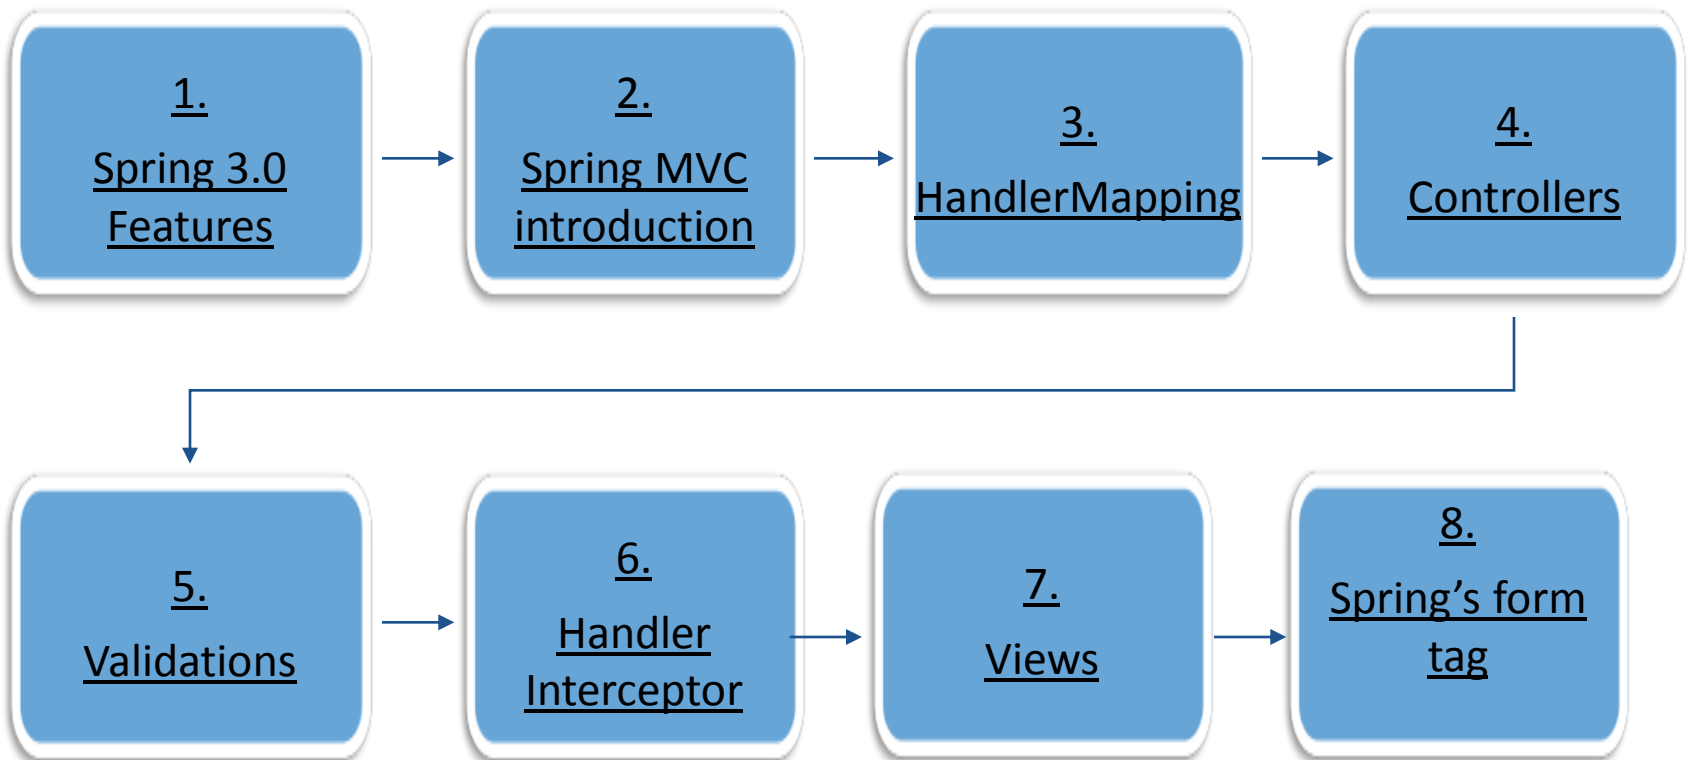 1.
Spring 3.0
Features
2.
Spring MVC
introduction
3.
HandlerMapping
4.
Controllers
5.
Validations
6.
Handler
Interceptor
7.
Views
8.
Spring’s form
tag